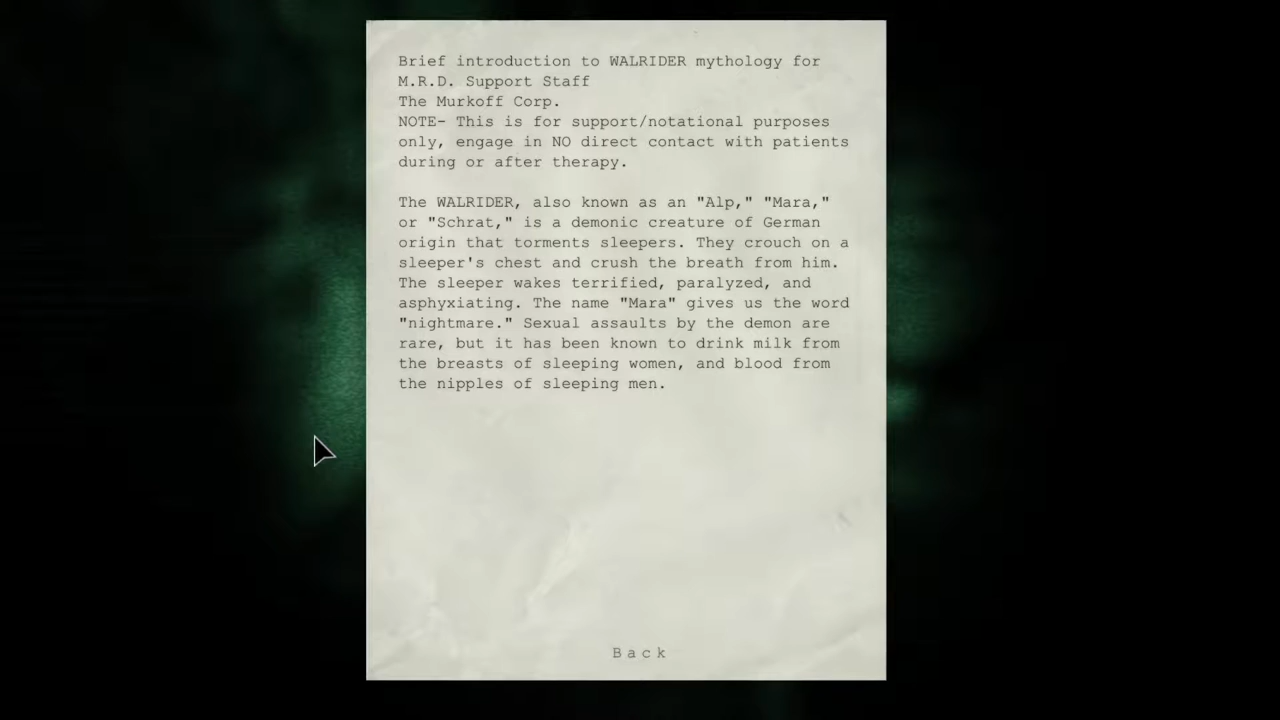 Brief introduction to WALRIDER mythology for
M.R.D. Support Staff
The Murkoff Corp.
NOTE- This is for support/notational purposes
only, engage in NO direct contact with patients
during or after therapy.
The WALRIDER, also known as an "Alp," "Mara,"
or "Schrat," is a demonic creature of German
origin that torments sleepers. They crouch on a
sleeper's chest and crush the breath from him.
The sleeper wakes terrified, paralyzed, and
asphyxiating. The name "Mara" gives us the word
"nightmare." Sexual assaults by the demon are
rare, but it has been known to drink milk from
the breasts of sleeping women, and blood from
the nipples of sleeping men.
Back